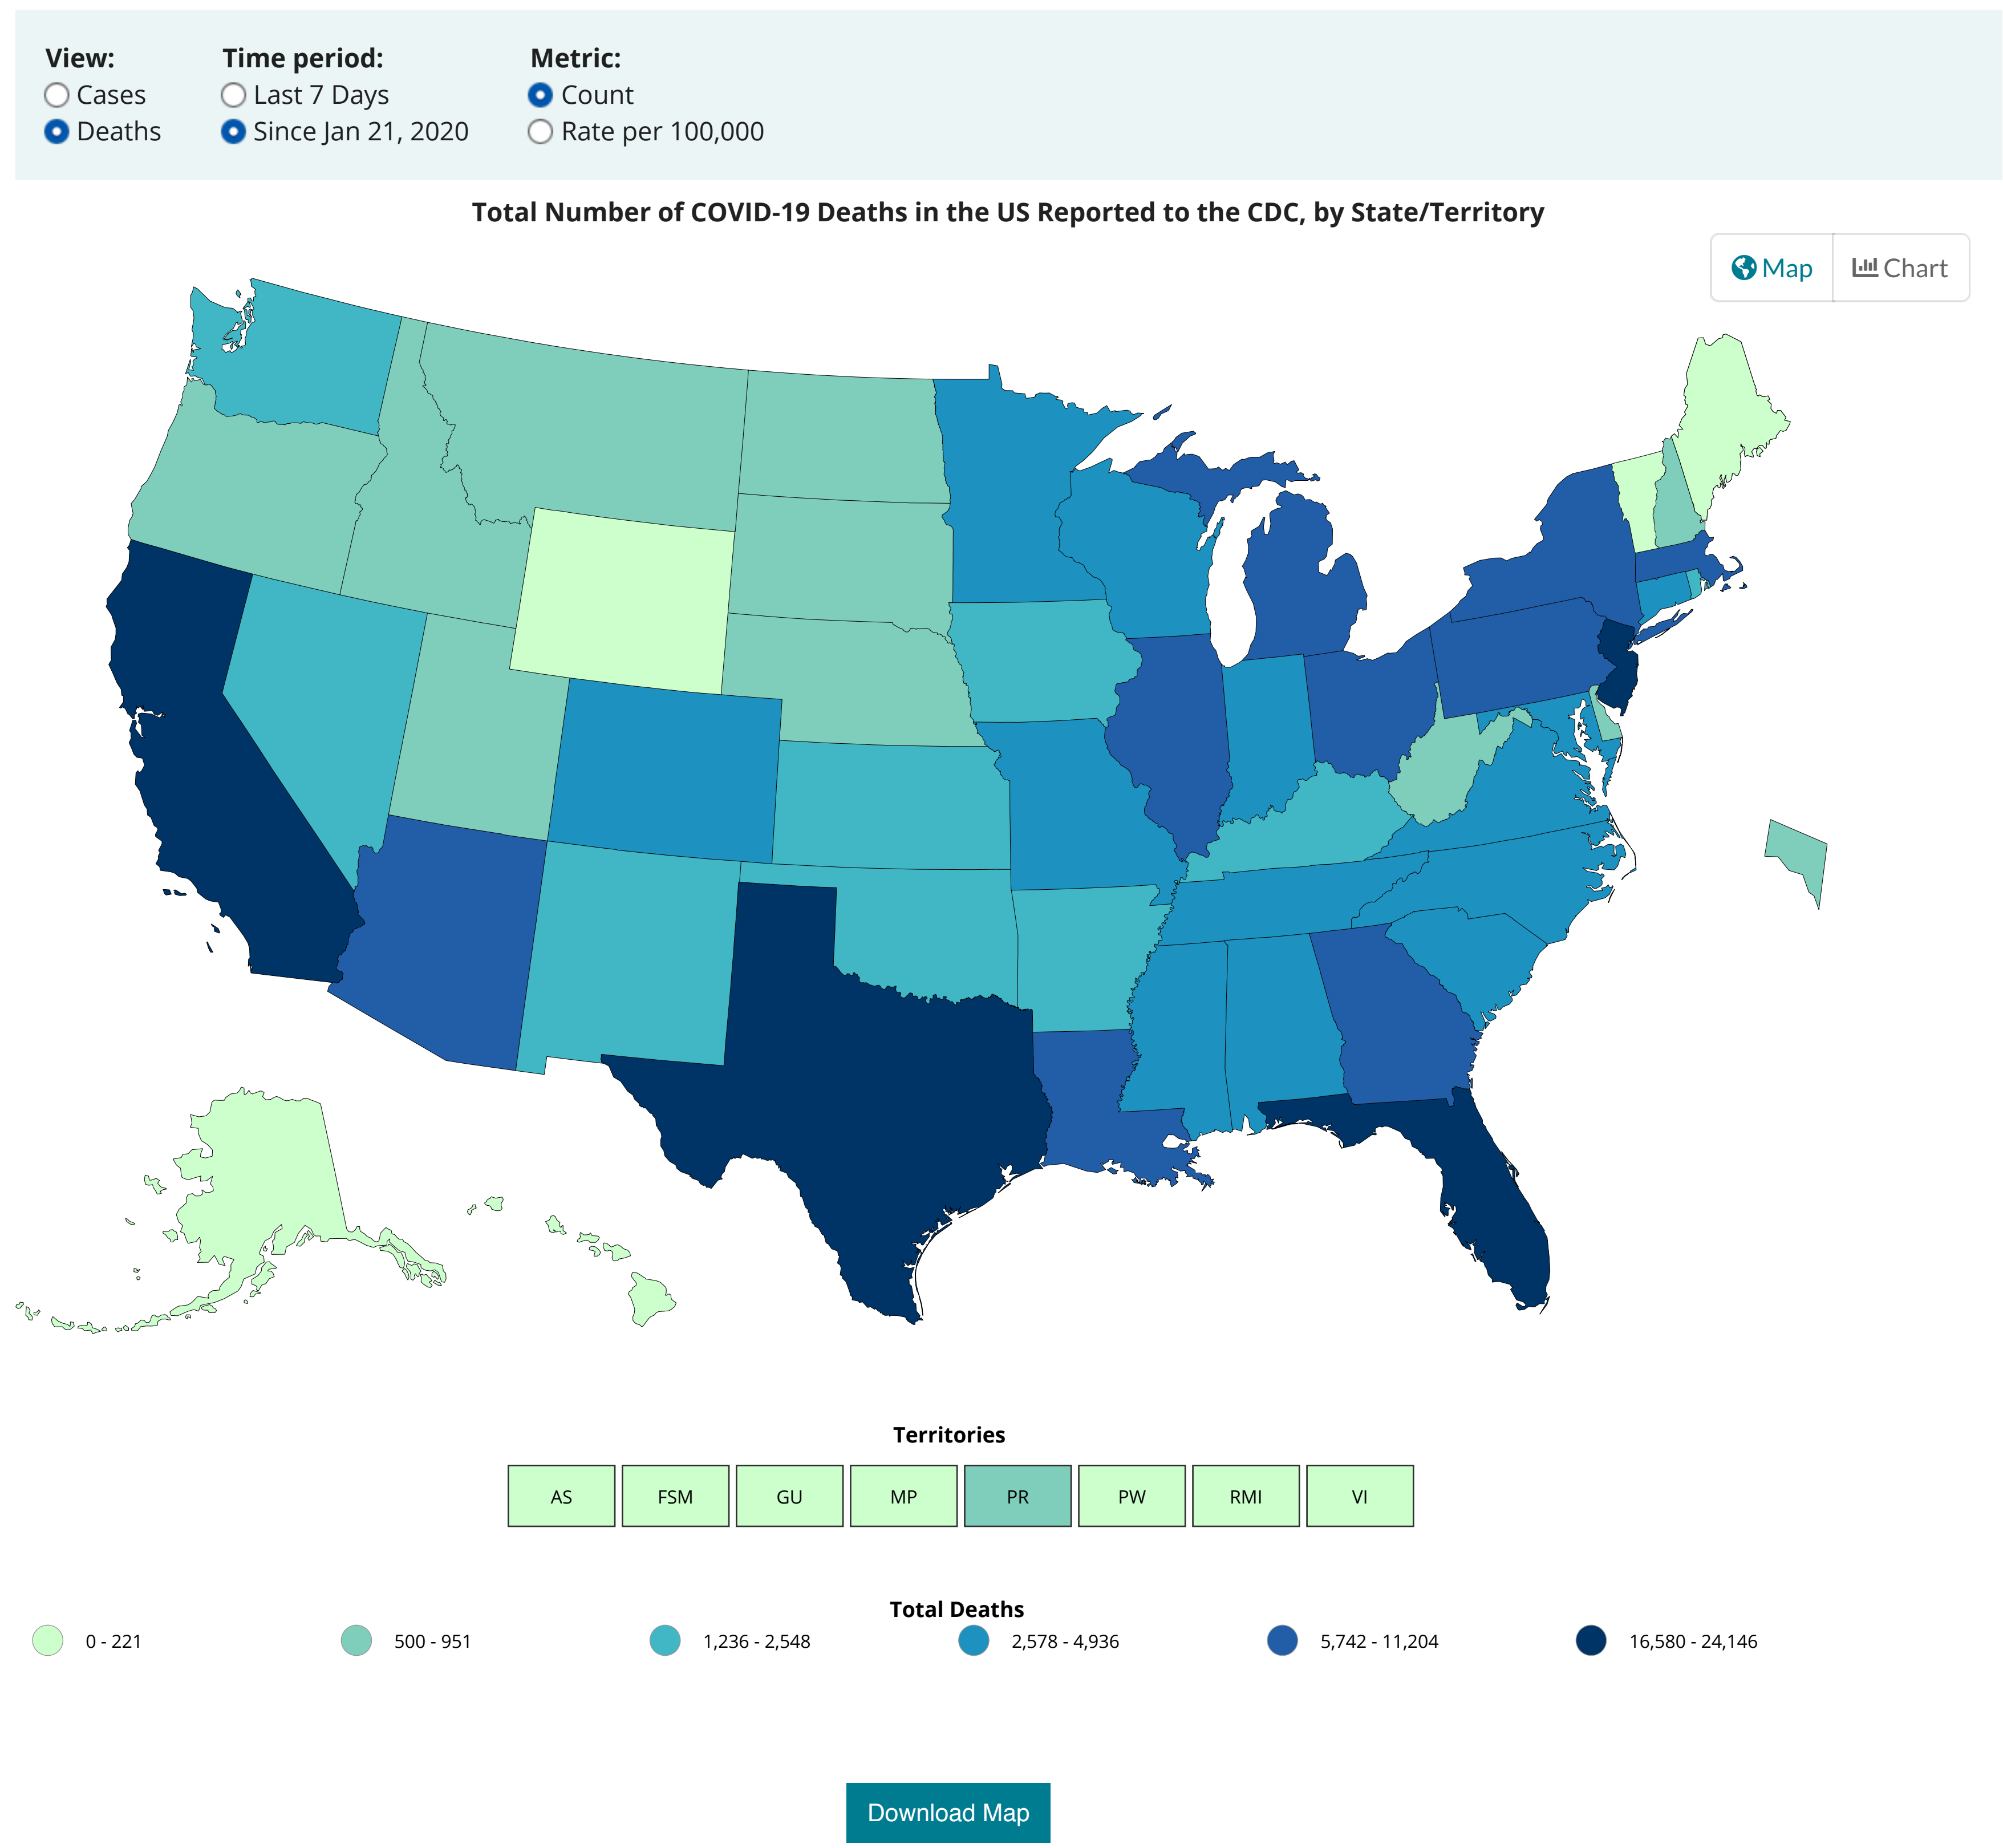 View:
Cases
Deaths
Time period:
Last 7 Days
Since Jan 21, 2020
Metric:
Count
Rate per 100,000
Total Number of COVID-19 Deaths in the US Reported to the CDC, by State/Territory
Map
Chart
Territories
AS
FSM
GU
MP
PR
PW
RMI
VI
Total Deaths
0 - 221
500 - 951
1,236 - 2,548
2,578 - 4,936
5,742 - 11,204
16,580 - 24,146
Download Map